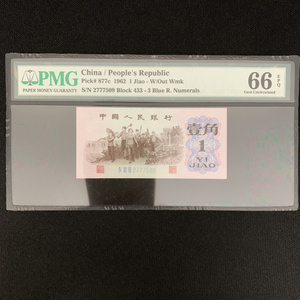 PMG
PAPER MONEY GUARANTY
China / People's Republic
Pick# 877c 1962 1 Jiao - W/Out Wmk
S/N 2777509 Block 433 - 3 Blue R. Numerals
66 EPQ
Gem Uncirculated
中国人民银行
壹角
1
YI JIAO